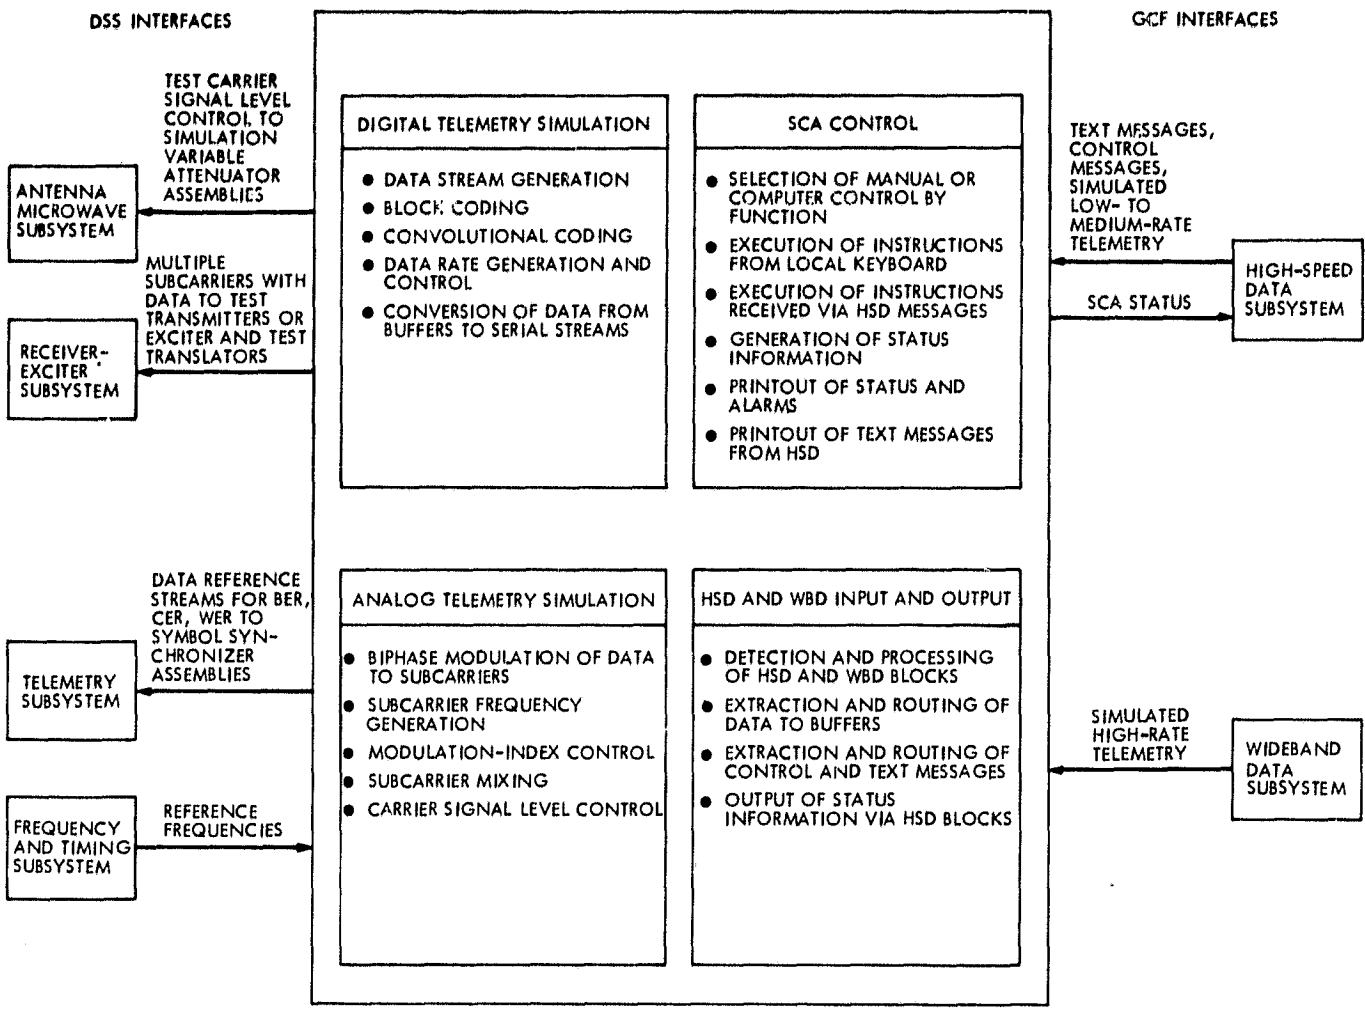 DSS INTERFACES
GCF INTERFACES
TEST CARRIER
SIGNAL LEVEL
CONTROL TO
SIMULATION
VARIABLE
ATTENUATOR
ASSEMBLIES
ANTENNA
MICROWAVE
SUBSYSTEM
MULTIPLE
SUBCARRIERS WITH
DATA TO TEST
TRANSMITTERS OR
EXCITER AND TEST
TRANSLATORS
RECEIVER-
EXCITER
SUBSYSTEM
DATA REFERENCE
STREAMS FOR BER,
CER, WER TO
SYMBOL SYN-
CHRONIZER
ASSEMBLIES
TELEMETRY
SUBSYSTEM
REFERENCE
FREQUENCIES
FREQUENCY
AND TIMING
SUBSYSTEM
DIGITAL TELEMETRY SIMULATION
● DATA STREAM GENERATION
● BLOCK CODING
● CONVOLUTIONAL CODING
● DATA RATE GENERATION AND
CONTROL
● CONVERSION OF DATA FROM
BUFFERS TO SERIAL STREAMS
SCA CONTROL
● SELECTION OF MANUAL OR
COMPUTER CONTROL BY
FUNCTION
● EXECUTION OF INSTRUCTIONS
FROM LOCAL KEYBOARD
● EXECUTION OF INSTRUCTIONS
RECEIVED VIA HSD MESSAGES
● GENERATION OF STATUS
INFORMATION
● PRINTOUT OF STATUS AND
ALARMS
● PRINTOUT OF TEXT MESSAGES
FROM HSD
ANALOG TELEMETRY SIMULATION
● BIPHASE MODULATION OF DATA
TO SUBCARRIERS
● SUBCARRIER FREQUENCY
GENERATION
● MODULATION-INDEX CONTROL
● SUBCARRIER MIXING
● CARRIER SIGNAL LEVEL CONTROL
HSD AND WBD INPUT AND OUTPUT
● DETECTION AND PROCESSING
OF HSD AND WBD BLOCKS
● EXTRACTION AND ROUTING OF
DATA TO BUFFERS
● EXTRACTION AND ROUTING OF
CONTROL AND TEXT MESSAGES
● OUTPUT OF STATUS
INFORMATION VIA HSD BLOCKS
TEXT MESSAGES,
CONTROL
MESSAGES,
SIMULATED
LOW- TO
MEDIUM-RATE
TELEMETRY
SCA STATUS
HIGH-SPEED
DATA
SUBSYSTEM
SIMULATED
HIGH-RATE
TELEMETRY
WIDEBAND
DATA
SUBSYSTEM